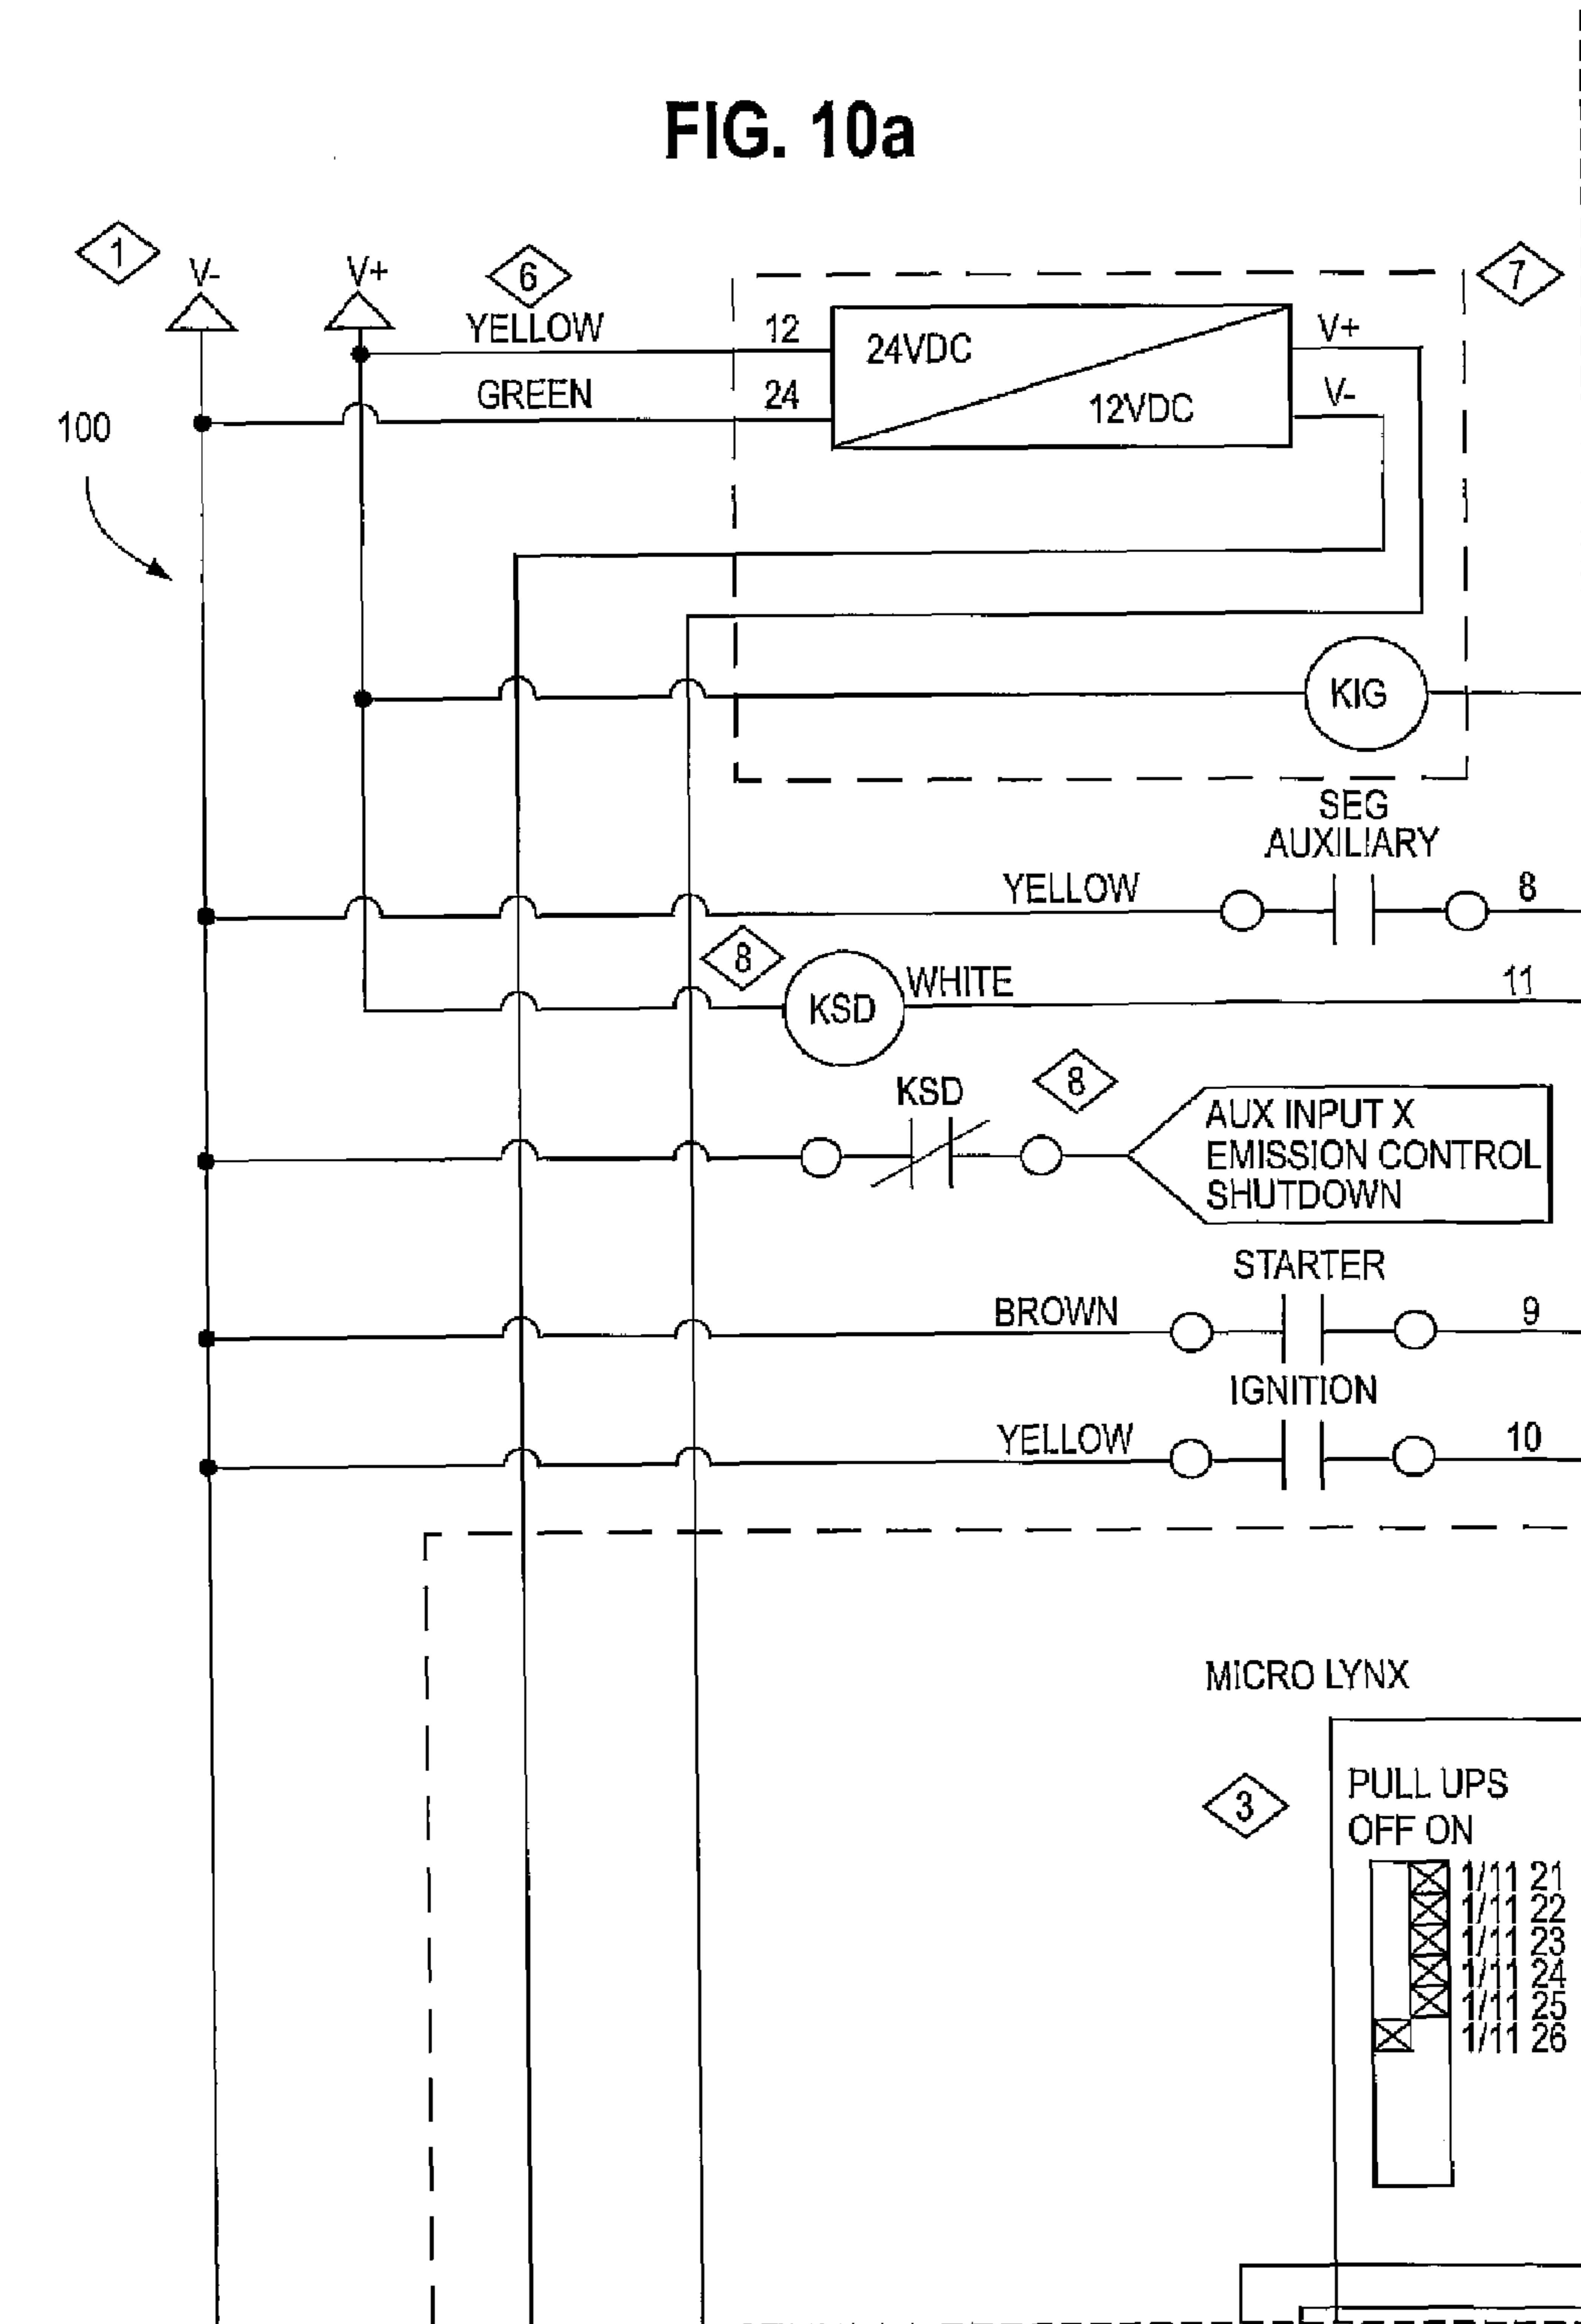 FIG. 10a
1
V-
V+
6
7
YELLOW
12
24VDC
V+
GREEN
24
12VDC
V-
100
KIG
SEG
AUXILIARY
YELLOW
8
8
KSD
WHITE
11
KSD
8
AUX INPUT X
EMISSION CONTROL
SHUTDOWN
STARTER
BROWN
9
IGNITION
YELLOW
10
MICRO LYNX
3
PULL UPS
OFF ON
1/11 21
1/11 22
1/11 23
1/11 24
1/11 25
1/11 26